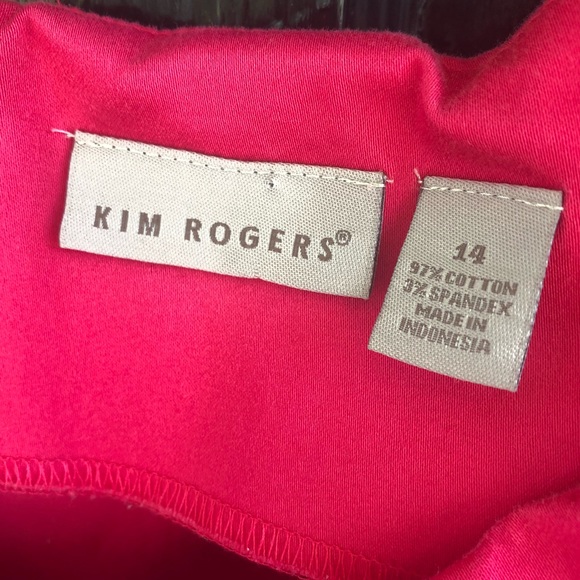 KIM ROGERS®
14
97% COTTON
3% SPANDEX
MADE IN
INDONESIA